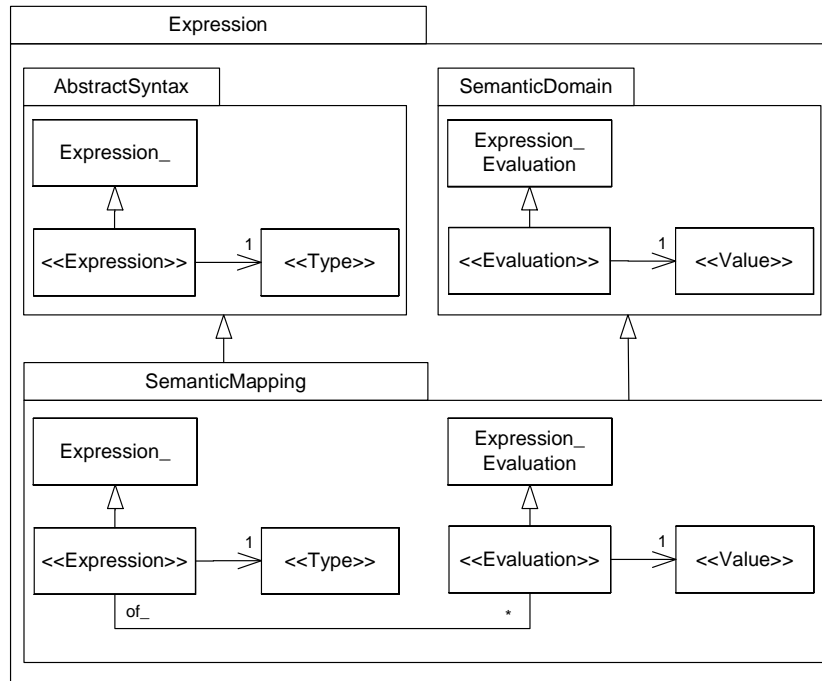 Expression
AbstractSyntax
SemanticDomain
Expression_
Expression_
Evaluation
<<Expression>>
1
<<Type>>
<<Evaluation>>
1
<<Value>>
SemanticMapping
Expression_
Expression_
Evaluation
<<Expression>>
1
<<Type>>
<<Evaluation>>
1
<<Value>>
of_
*